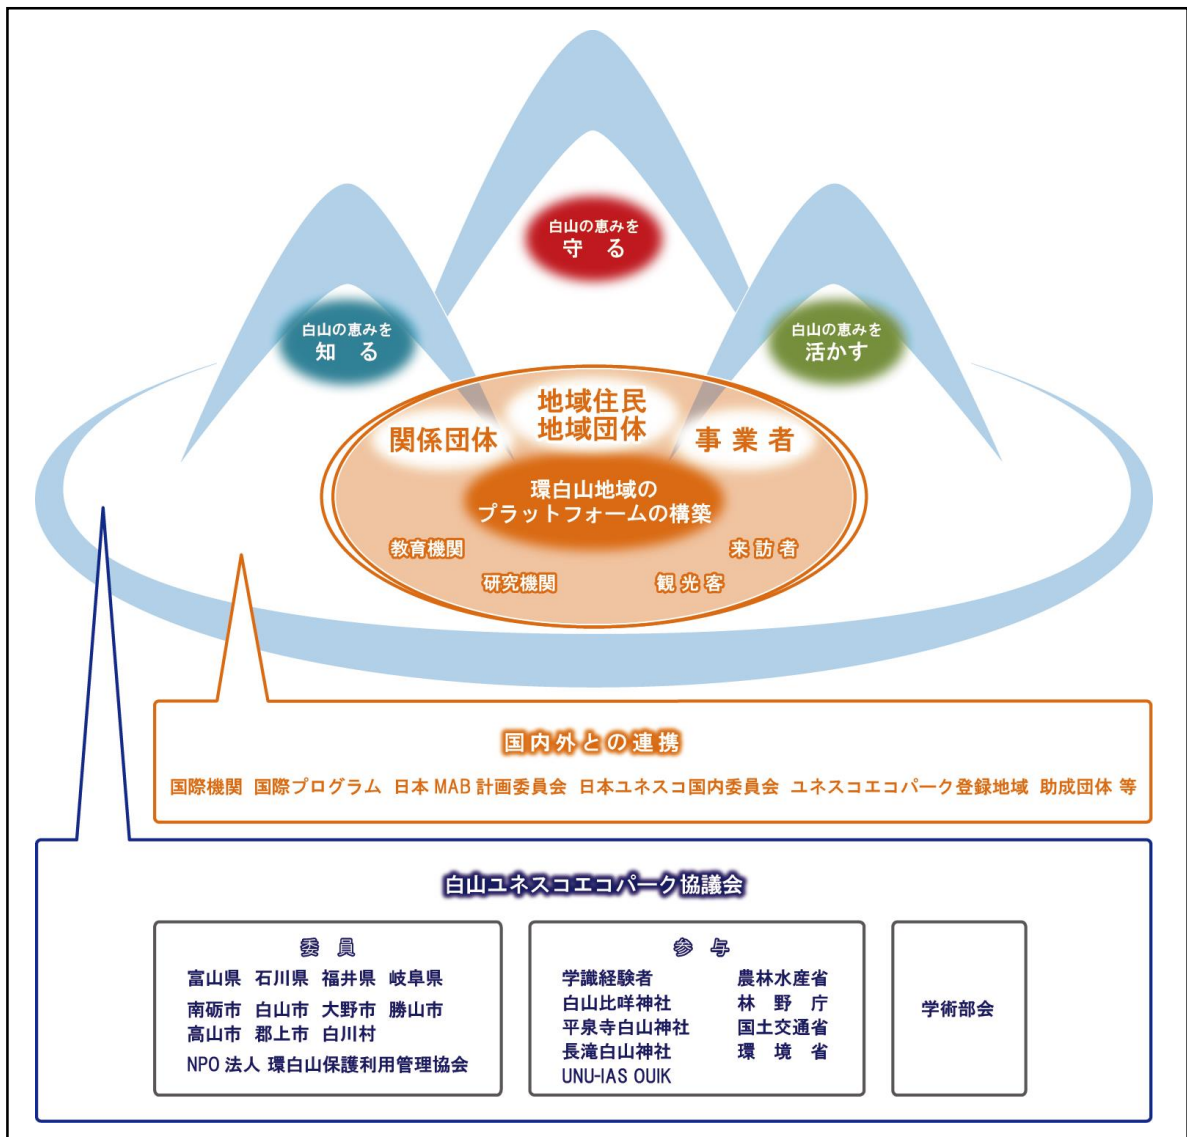 白山の恵みを
守る
白山の恵みを
知る
白山の恵みを
活かす
地域住民
地域団体
関係団体
事業者
環白山地域の
プラットフォームの構築
教育機関
来訪者
研究機関
観光客
国内外との連携
国際機関 国際プログラム 日本 MAB 計画委員会 日本ユネスコ国内委員会 ユネスコエコパーク登録地域 助成団体 等
白山ユネスコエコパーク協議会
委員
富山県 石川県 福井県 岐阜県
南砺市 白山市 大野市 勝山市
高山市 郡上市 白川村
NPO 法人 環白山保護利用管理協会
参与
学識経験者 農林水産省
白山比咩神社 林野庁
平泉寺白山神社 国土交通省
長滝白山神社 環境省
UNU-IAS OUIK
学術部会